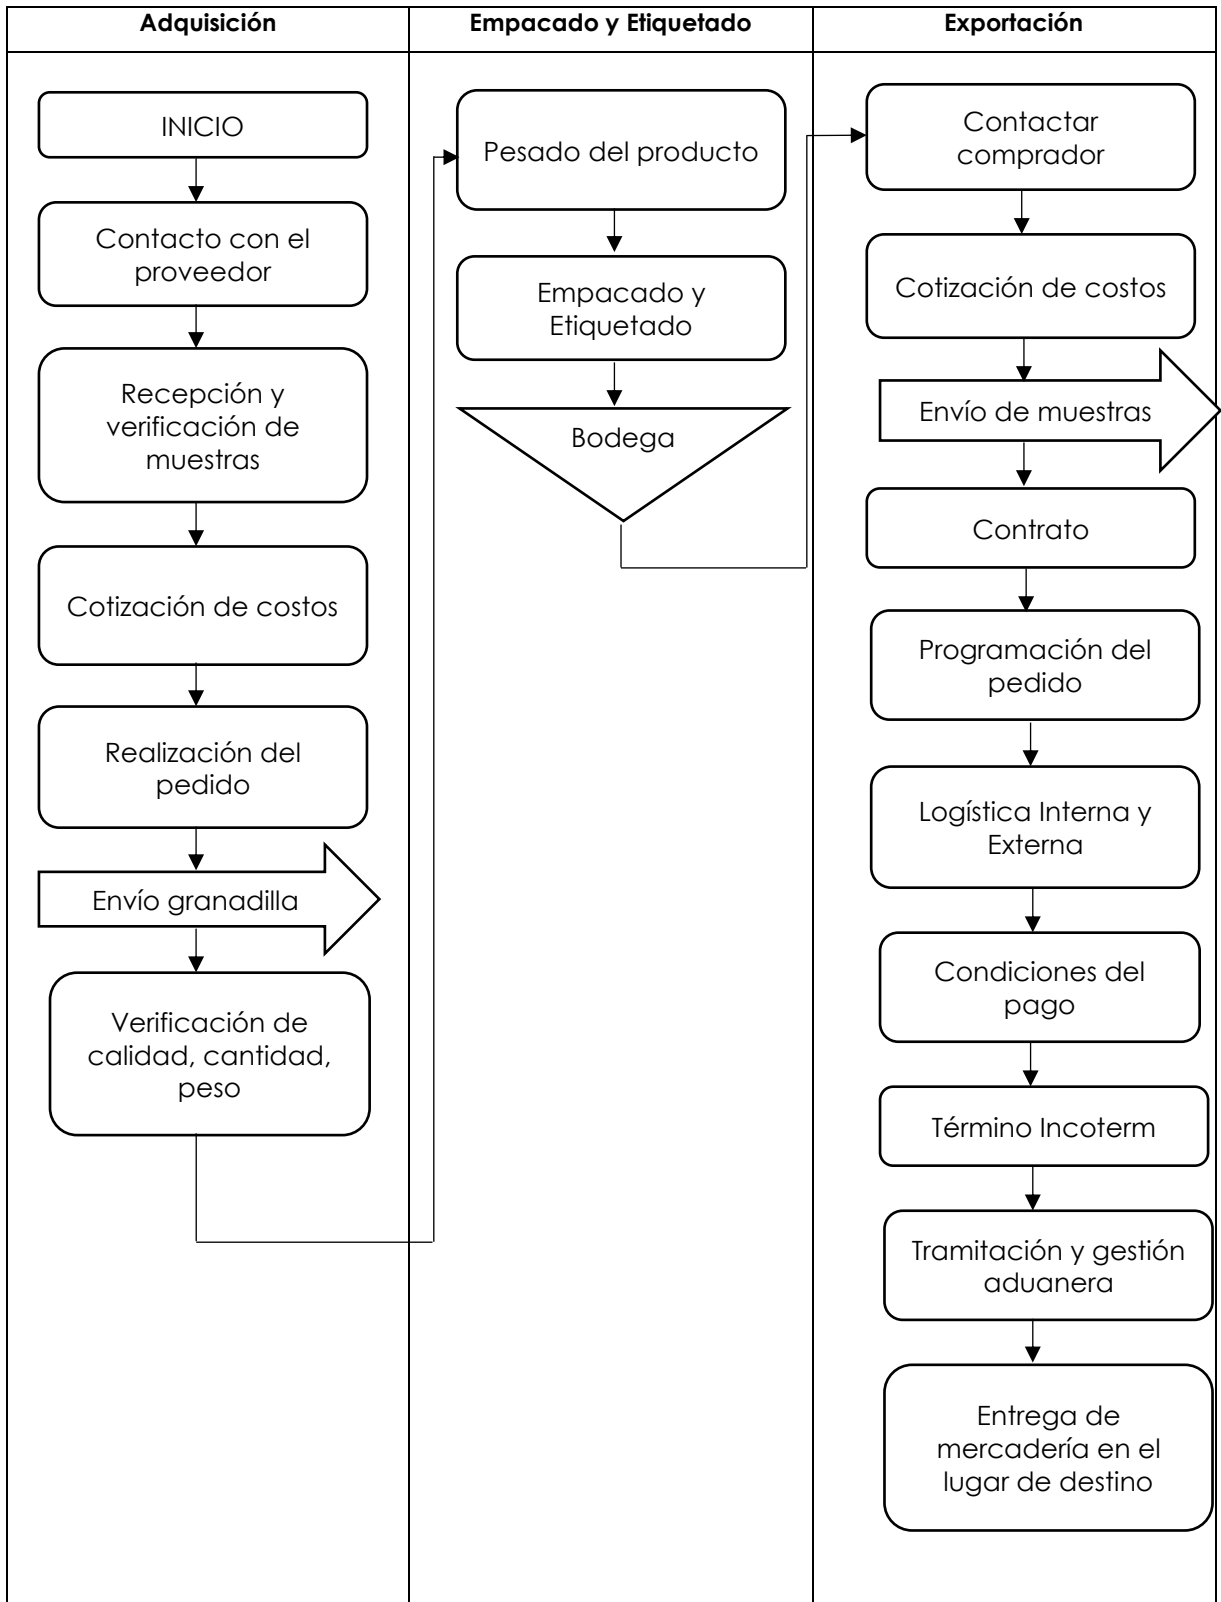 Adquisición
Empacado y Etiquetado
Exportación
INICIO
Contacto con el
proveedor
Recepción y
verificación de
muestras
Cotización de costos
Realización del
pedido
Envío granadilla
Verificación de
calidad, cantidad,
peso
Pesado del producto
Empacado y
Etiquetado
Bodega
Contactar
comprador
Cotización de costos
Envío de muestras
Contrato
Programación del
pedido
Logística Interna y
Externa
Condiciones del
pago
Término Incoterm
Tramitación y gestión
aduanera
Entrega de
mercadería en el
lugar de destino